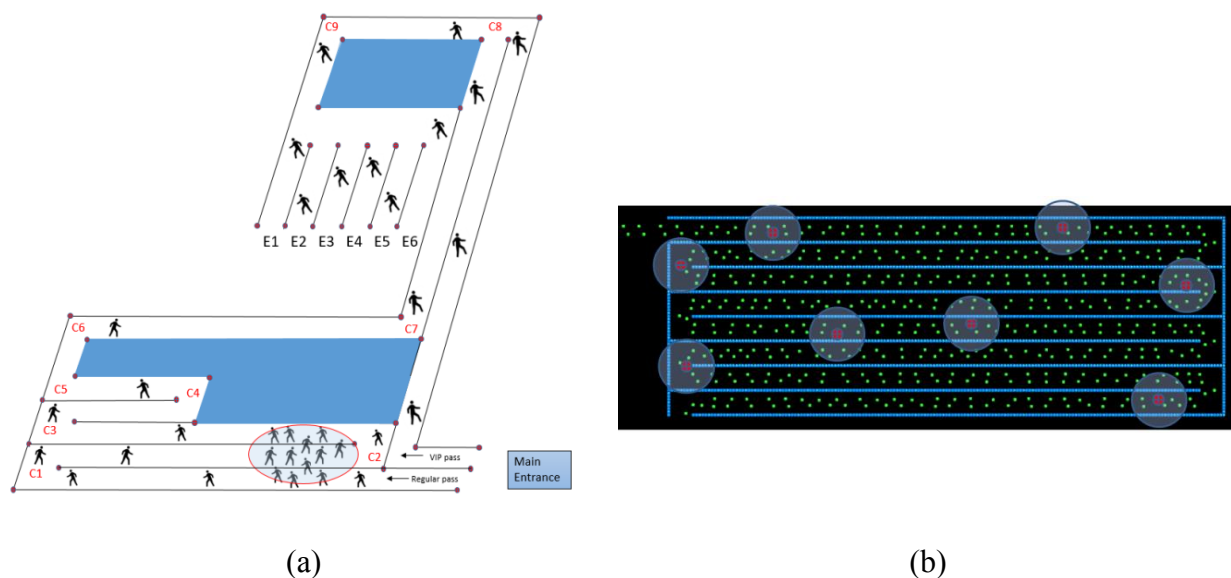 C9
C8
E1 E2 E3 E4 E5 E6
C6
C7
C5
C4
C3
C2
C1
VIP pass
Regular pass
Main
Entrance
(a)
(b)